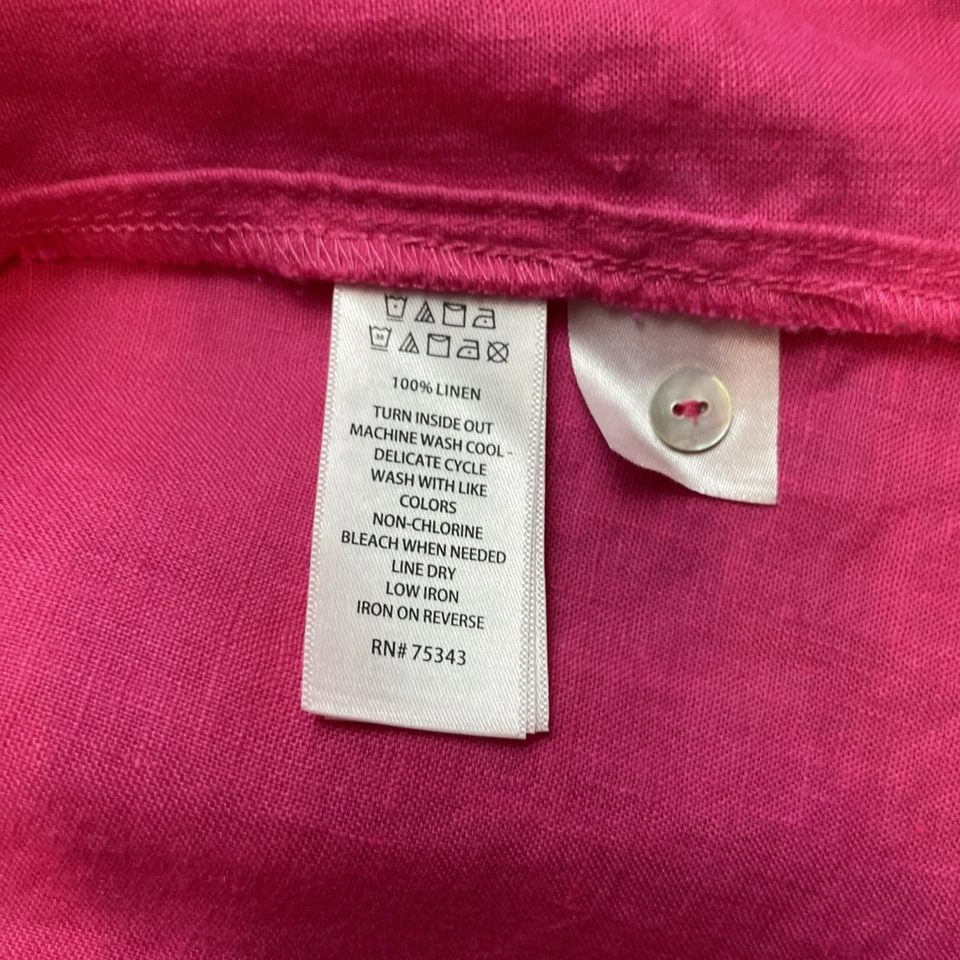 100% LINEN
TURN INSIDE OUT
MACHINE WASH COOL -
DELICATE CYCLE
WASH WITH LIKE
COLORS
NON-CHLORINE
BLEACH WHEN NEEDED
LINE DRY
LOW IRON
IRON ON REVERSE
RN# 75343